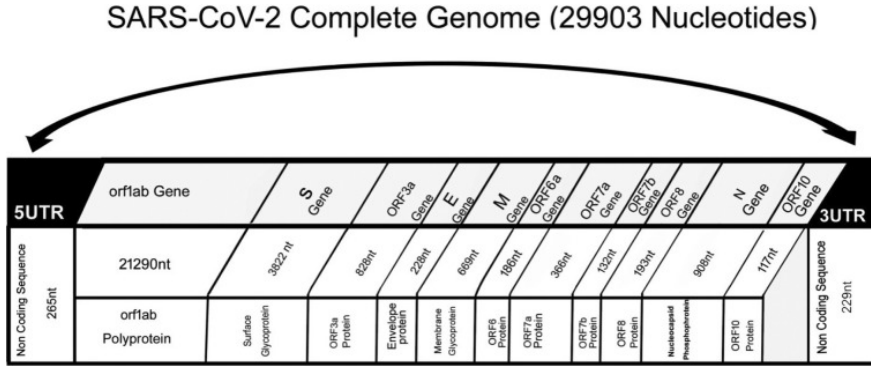 SARS-CoV-2 Complete Genome (29903 Nucleotides)
5UTR
orf1ab Gene
S
Gene
ORF3a
Gene
E
Gene
M
Gene
ORF6a
Gene
ORF7a
Gene
ORF7b
Gene
ORF8
Gene
N
Gene
ORF10
Gene
3UTR
Non Coding Sequence
265nt
21290nt
3822 nt
828nt
228nt
669nt
186nt
366nt
132nt
193nt
908nt
117nt
Non Coding Sequence
229nt
orf1ab
Polyprotein
Surface
Glycoprotein
ORF3a
Protein
Envelope
protein
Membrane
Glycoprotein
ORF6
Protein
ORF7a
Protein
ORF7b
Protein
ORF8
Protein
Nucleocapsid
Phosphoprotein
ORF10
Protein